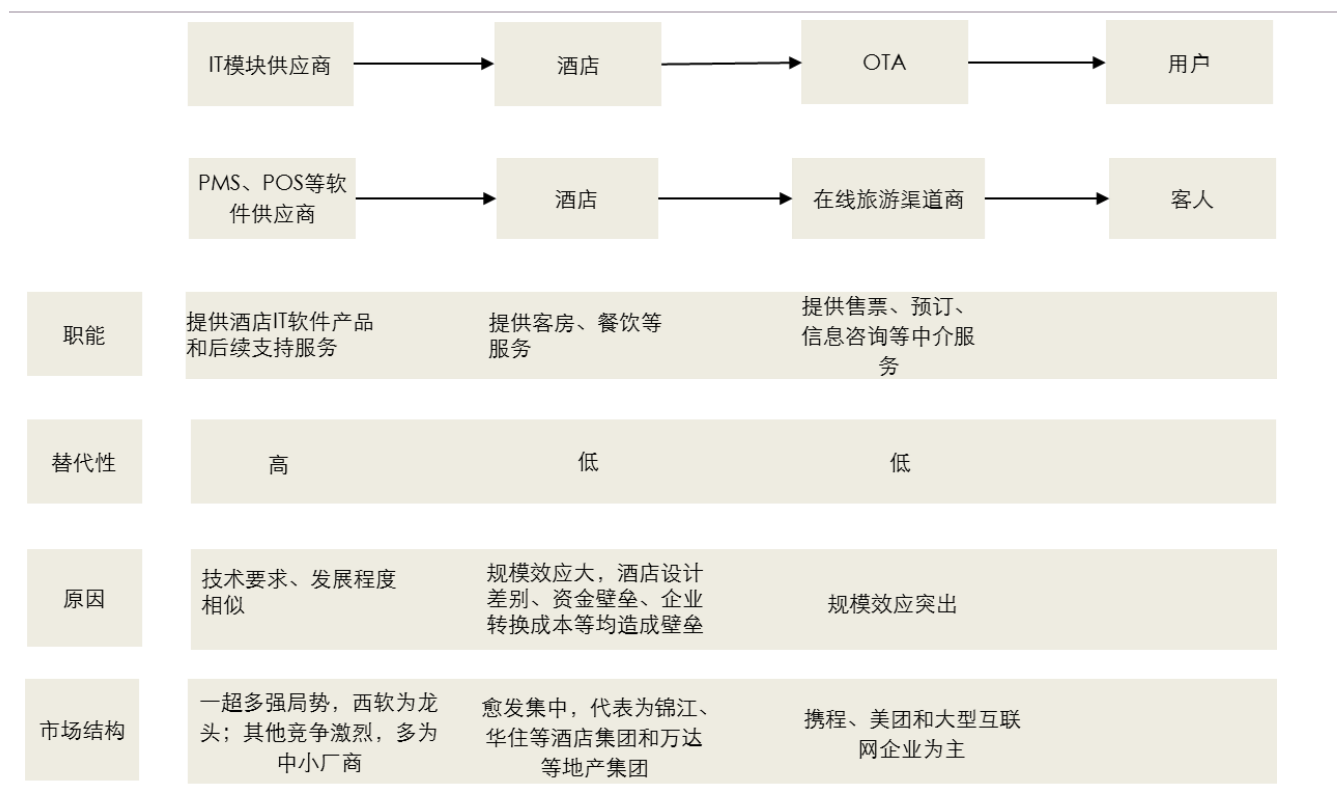 IT模块供应商
酒店
OTA
用户
PMS、POS等软
件供应商
酒店
在线旅游渠道商
客人
职能
提供酒店IT软件产品
和后续支持服务
提供客房、餐饮等
服务
提供售票、预订、
信息咨询等中介服
务
替代性
高
低
低
原因
技术要求、发展程度
相似
规模效应大，酒店设计
差别、资金壁垒、企业
转换成本等均造成壁垒
规模效应突出
市场结构
一超多强局势，西软为龙
头；其他竞争激烈，多为
中小厂商
愈发集中，代表为锦江、
华住等酒店集团和万达
等地产集团
携程、美团和大型互联
网企业为主